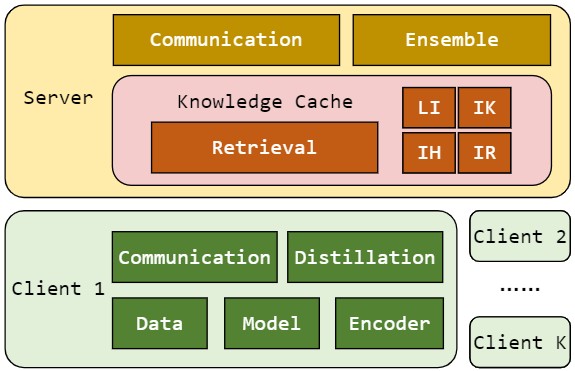 Communication
Ensemble
Server
Knowledge Cache
LI
IK
Retrieval
IH
IR
Communication
Distillation
Client 1
Data
Model
Encoder
Client 2
......
Client K